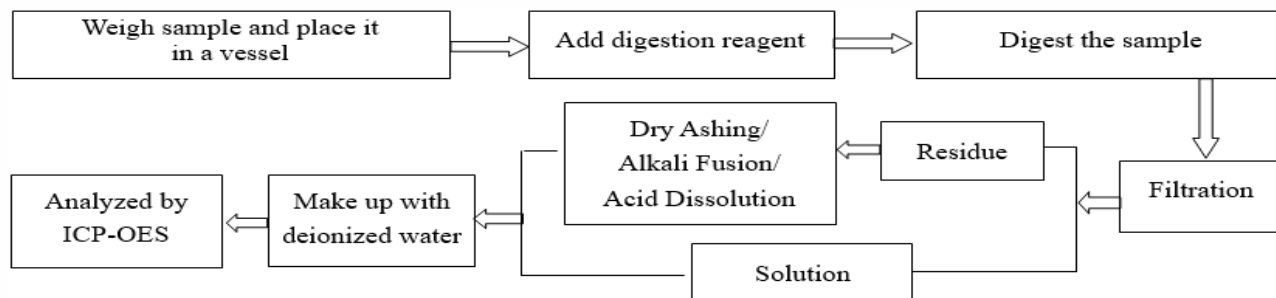 Weigh sample and place it
in a vessel
Add digestion reagent
Digest the sample
Filtration
Residue
Dry Ashing/
Alkali Fusion/
Acid Dissolution
Solution
Make up with
deionized water
Analyzed by
ICP-OES